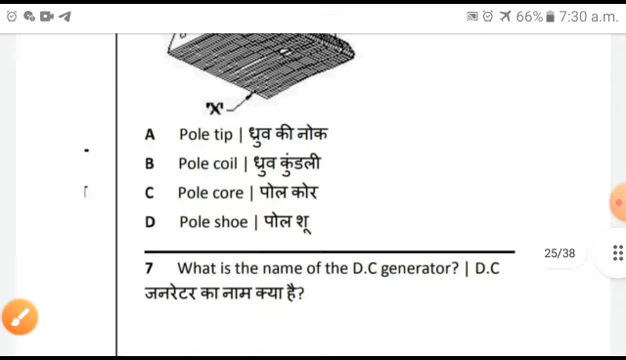 66% 7:30 a.m.
'X'
A Pole tip | ध्रुव की नोक
B Pole coil | ध्रुव कुंडली
C Pole core | पोल कोर
D Pole shoe | पोल शू
25/38
7 What is the name of the D.C generator? | D.C
जनरेटर का नाम क्या है?